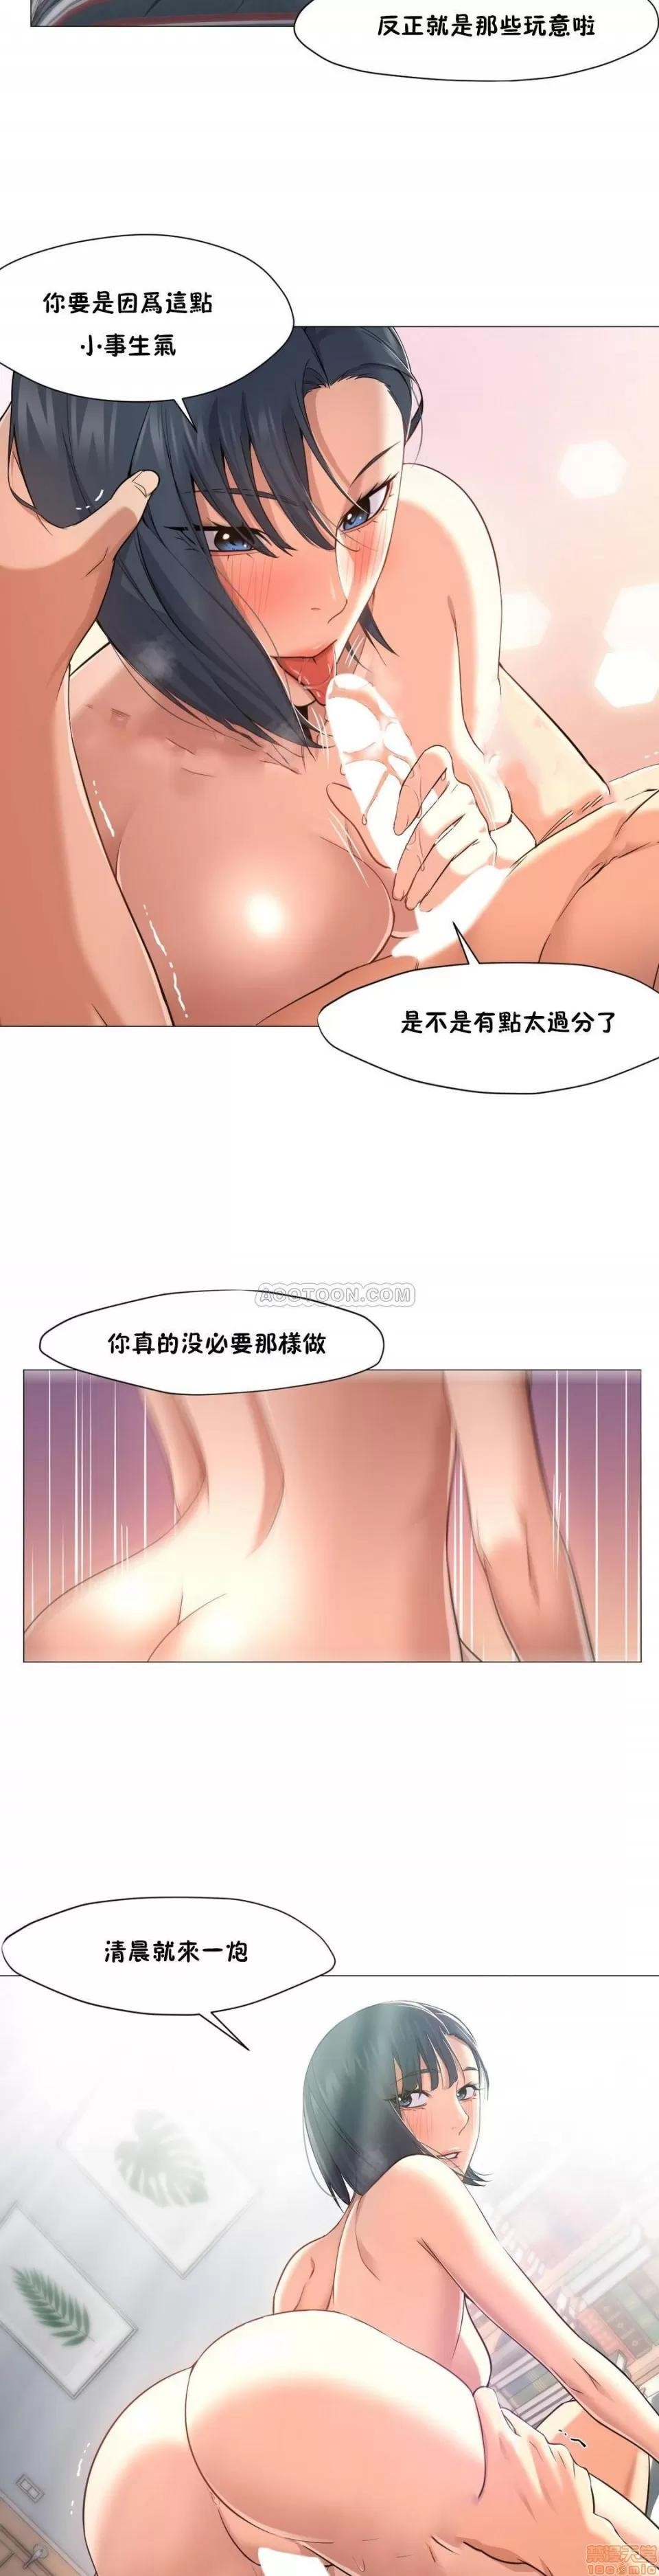 反正就是那些玩意啦
你要是因爲這點
小事生氣
是不是有點太過分了
AGOTOON.COM
你真的没必要那樣做
清晨就來一炮